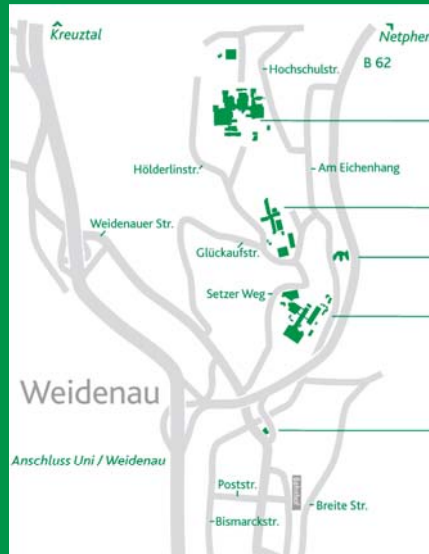 Kreuztal
Netphen
B 62
Hochschulstr.
Hölderlinstr.
Am Eichenhang
Weidenauer Str.
Glückaufstr.
Setzer Weg
Weidenau
Anschluss Uni / Weidenau
Poststr.
Breite Str.
Bismarckstr.